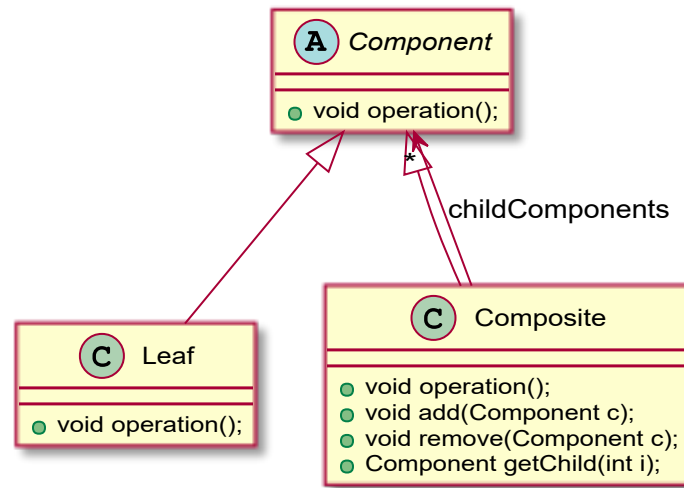 A Component
void operation();
*
childComponents
C Leaf
void operation();
C Composite
void operation();
void add(Component c);
void remove(Component c);
Component getChild(int i);